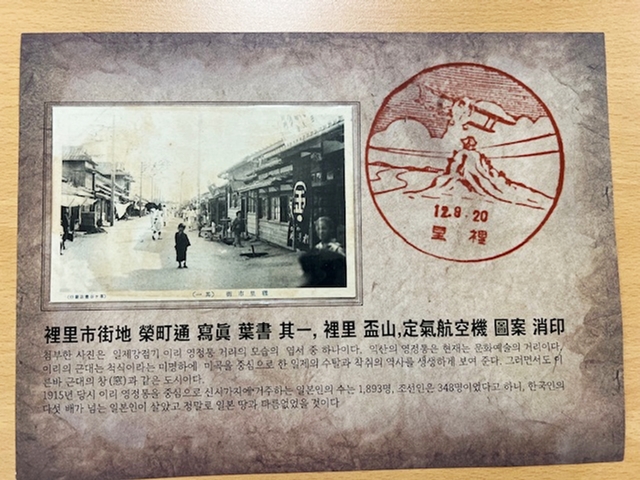 12.9.20
里 裡
裡里市街地 榮町通 寫眞 葉書 其一, 裡里 盃山,定氣航空機 圖案 消印
첨부한 사진은 일제강점기 이리 영정통 거리의 모습의 엽서 중 하나이다. 익산의 영정통은 현재는 문화예술의 거리이다.
이리의 근대는 척식이라는 미명하에 미곡을 중심으로 한 일제의 수탈과 착취의 역사를 생생하게 보여 준다. 그러면서도 이
른바 근대의 창(窓)과 같은 도시이다.
1915년 당시 이리 영정통을 중심으로 신시가지에 거주하는 일본인의 수는 1,893명, 조선인은 348명이었다고 하니, 한국인의
다섯 배가 넘는 일본인이 살았고 정말로 일본 땅과 다름없었을 것이다